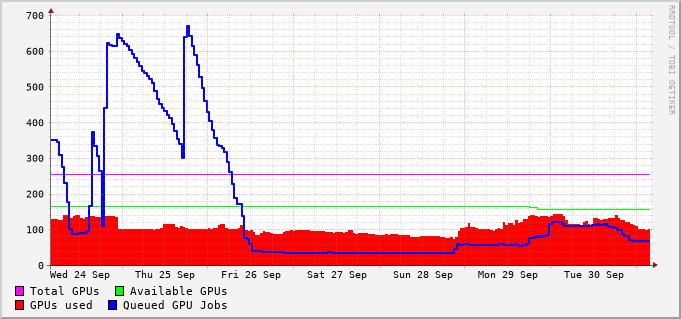 700
600
500
400
300
200
100
0
Wed 24 Sep Thu 25 Sep Fri 26 Sep Sat 27 Sep Sun 28 Sep Mon 29 Sep Tue 30 Sep
Total GPUs Available GPUs
GPUs used Queued GPU Jobs
RRDTOOL / TOBI OETIKER